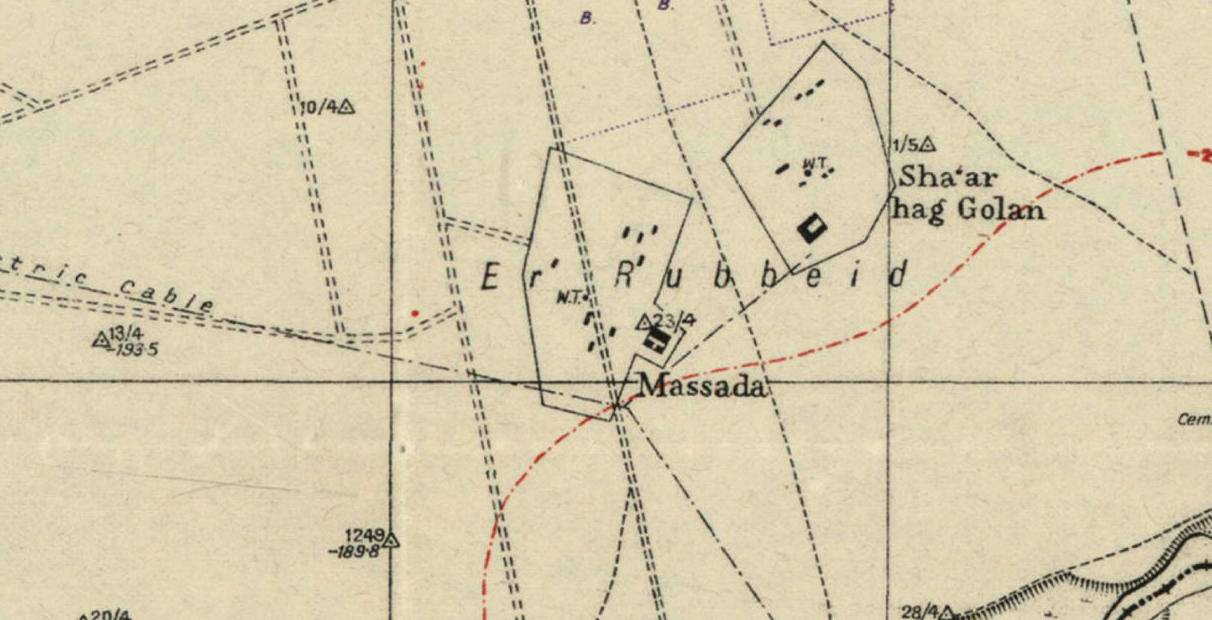 B.
B.
10/4
1/5
W.T.
Sha'ar
hag Golan
Er' R'ubbeid
tric Cable
W.T.
23/4
13/4
-193·5
Massada
Cem.
1249
-189·8
28/4
20/4